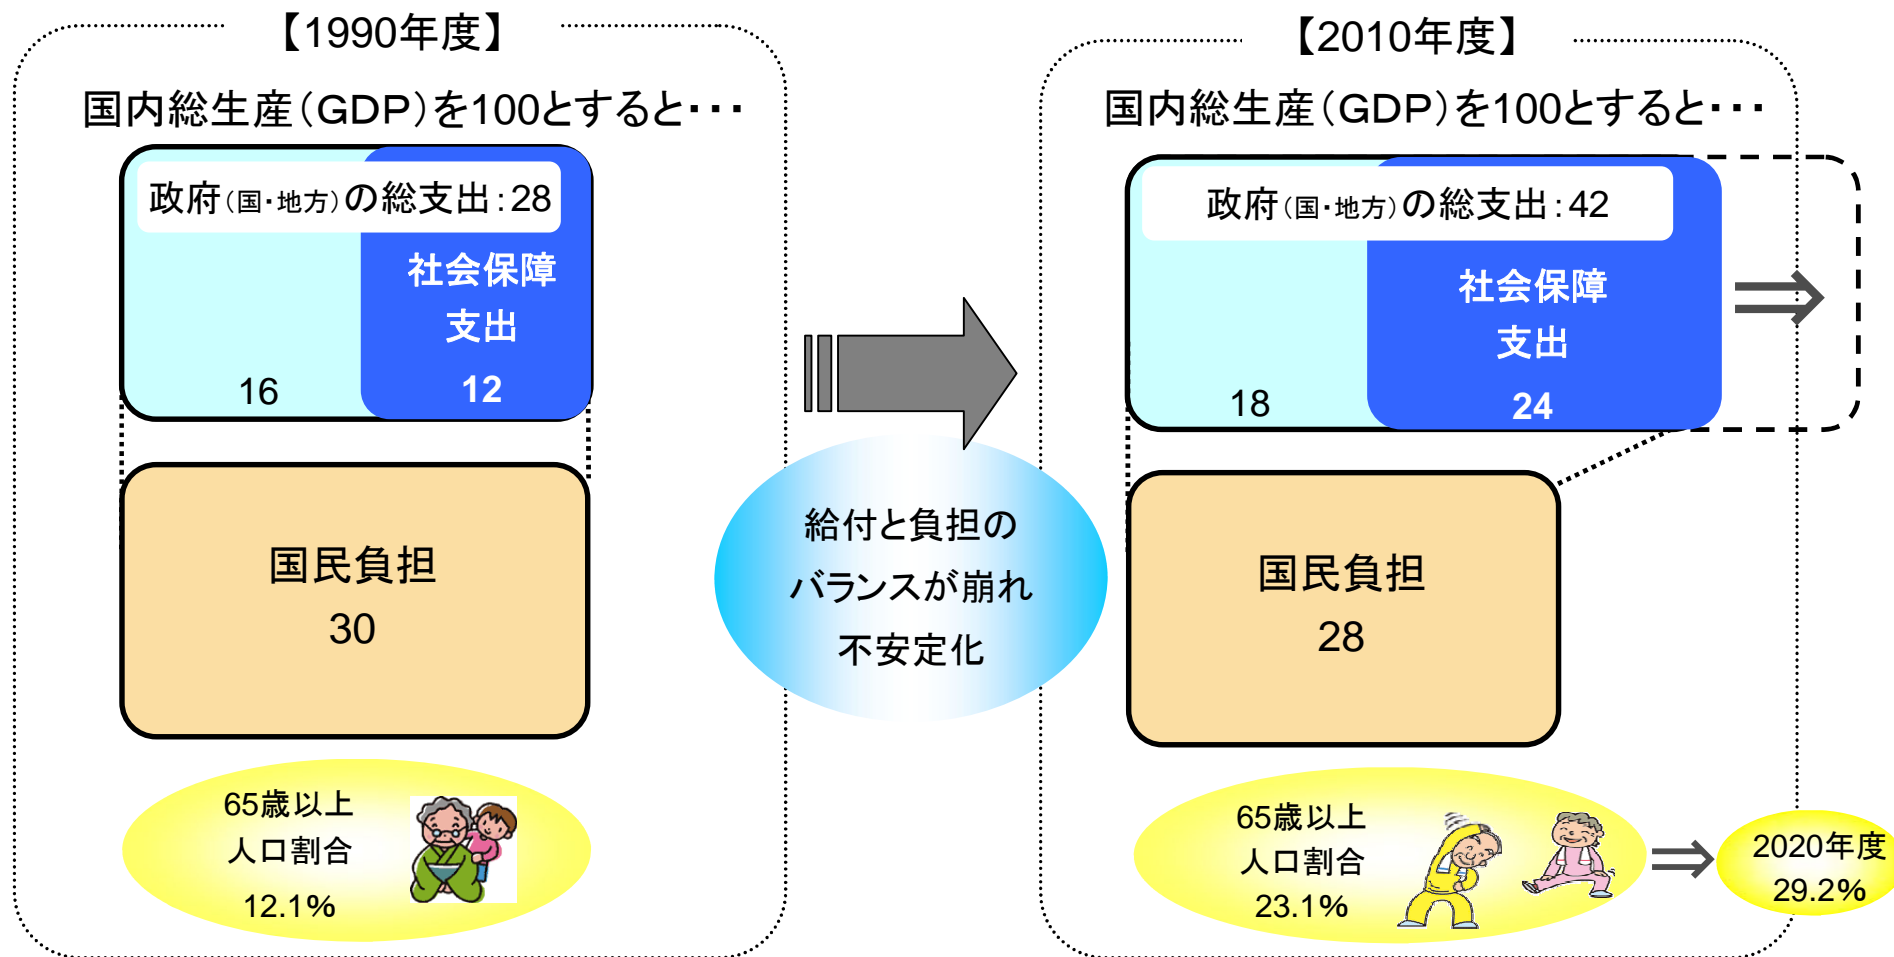 【1990年度】
国内総生産（GDP）を100とすると・・・
政府（国・地方）の総支出：28
社会保障
支出
16
12
国民負担
30
65歳以上
人口割合
12.1%
給付と負担の
バランスが崩れ
不安定化
【2010年度】
国内総生産（GDP）を100とすると・・・
政府（国・地方）の総支出：42
社会保障
支出
18
24
国民負担
28
65歳以上
人口割合
23.1%
2020年度
29.2%